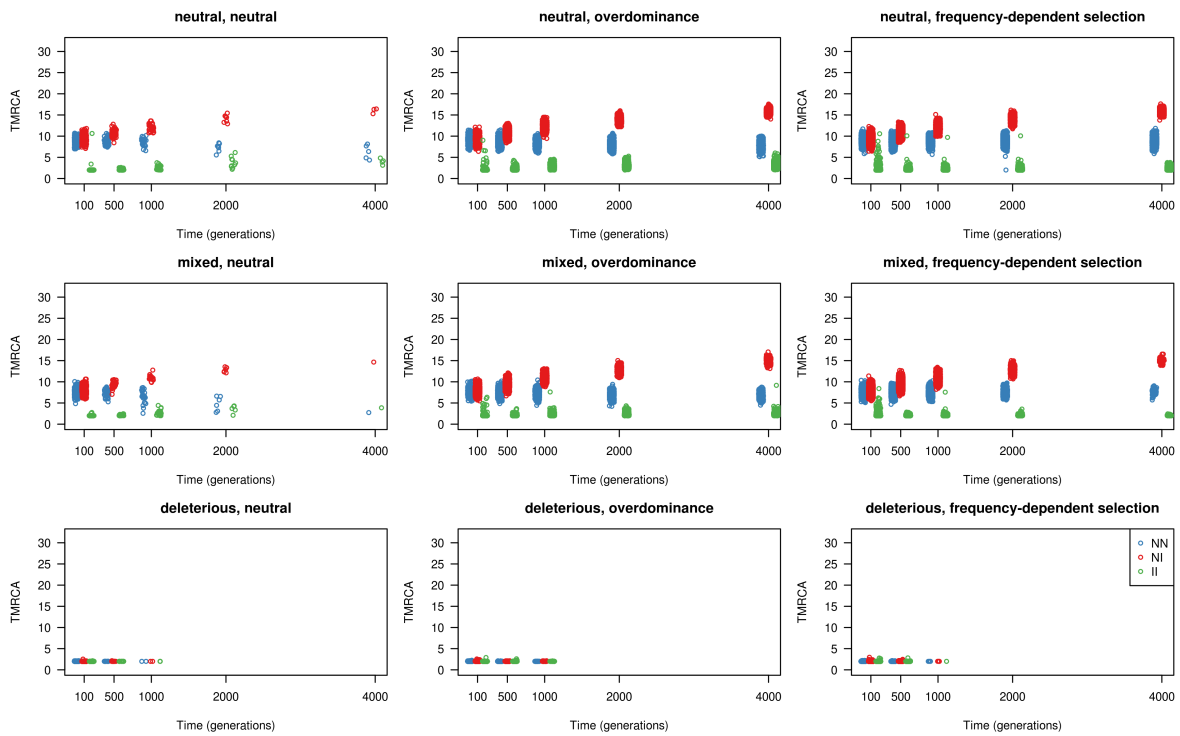 neutral, neutral
neutral, overdominance
neutral, frequency-dependent selection
TMRCA
30
25
20
15
10
5
0
100 500 1000 2000 4000
Time (generations)
TMRCA
30
25
20
15
10
5
0
100 500 1000 2000 4000
Time (generations)
TMRCA
30
25
20
15
10
5
0
100 500 1000 2000 4000
Time (generations)
mixed, neutral
mixed, overdominance
mixed, frequency-dependent selection
TMRCA
30
25
20
15
10
5
0
100 500 1000 2000 4000
Time (generations)
TMRCA
30
25
20
15
10
5
0
100 500 1000 2000 4000
Time (generations)
TMRCA
30
25
20
15
10
5
0
100 500 1000 2000 4000
Time (generations)
deleterious, neutral
deleterious, overdominance
deleterious, frequency-dependent selection
TMRCA
30
25
20
15
10
5
0
100 500 1000 2000 4000
Time (generations)
TMRCA
30
25
20
15
10
5
0
100 500 1000 2000 4000
Time (generations)
TMRCA
30
25
20
15
10
5
0
100 500 1000 2000 4000
Time (generations)
NN
NI
II